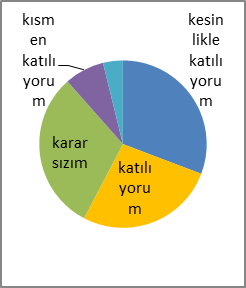 kısm
en
katılı
yoru
m
kesin
likle
katılı
yoru
m
karar
sızım
katılı
yoru
m